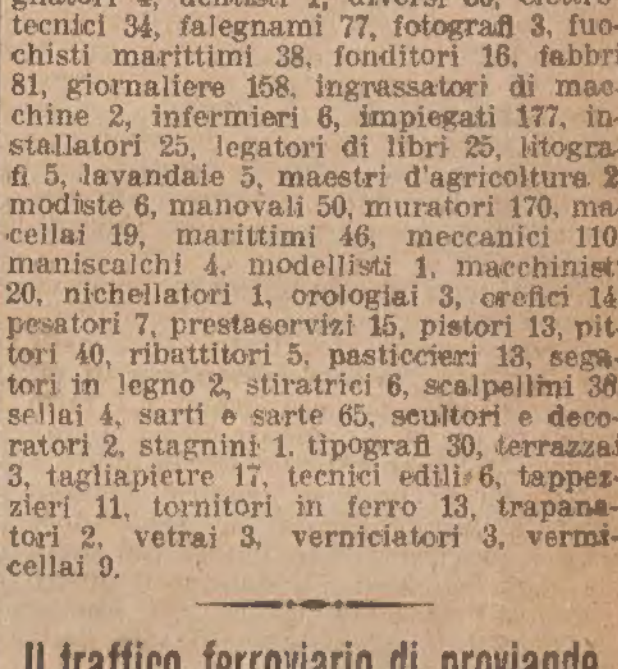 tecnici 34, falegnami 77, fotografi 3, fuo-
chisti marittimi 38, fonditori 16, fabbri
81, giornaliere 158, ingrassatori di mac-
chine 2, infermieri 6, impiegati 177, in-
stallatori 25, legatori di libri 25, litogra-
fi 5, lavandaie 5, maestri d'agricoltura 2
modiste 6, manovali 50, muratori 170, ma
cellai 19, marittimi 46, meccanici 110
maniscalchi 4, modellisti 1, macchinist
20, nichellatori 1, orologiai 3, orefici 14
pesatori 7, prestaservizi 15, pistori 13, pit-
tori 40, ribattitori 5, pasticcieri 13, sega-
tori in legno 2, stiratrici 6, scalpellini 38
sellai 4, sarti e sarte 65, scultori e deco-
ratori 2, stagnini 1, tipografi 30, terrazzai
3, tagliapietre 17, tecnici edili 6, tappez-
zieri 11, tornitori in ferro 13, trapana-
tori 2, vetrai 3, verniciatori 3, vermi-
cellai 9.
Il traffico ferroviario di proviande